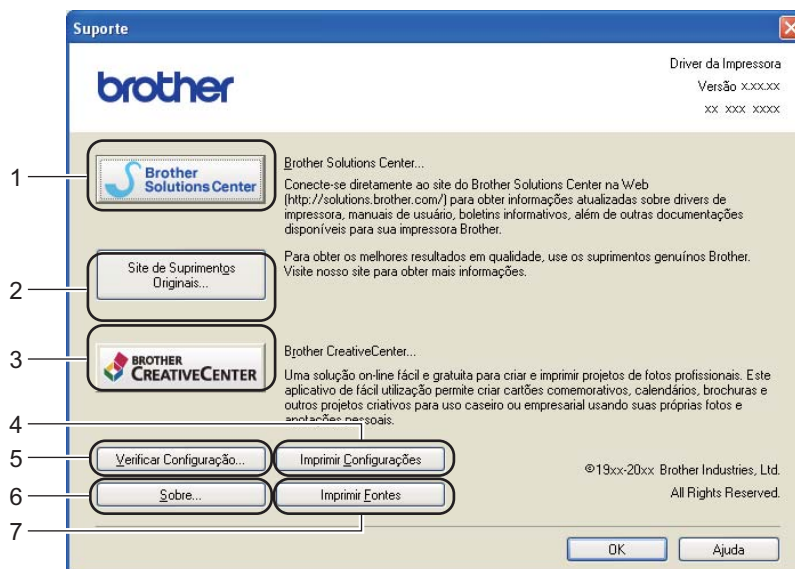 Suporte
brother
Driver da Impressora
Versão x.xx.xx
xx xxx xxxx
1
Brother
Solutions Center
Brother Solutions Center...
Conecte-se diretamente ao site do Brother Solutions Center na Web
(http://solutions.brother.com/) para obter informações atualizadas sobre drivers de
impressora, manuais de usuário, boletins informativos, além de outras documentações
disponíveis para sua impressora Brother.
2
Site de Suprimentos
Originais...
Para obter os melhores resultados em qualidade, use os suprimentos genuínos Brother.
Visite nosso site para obter mais informações.
3
BROTHER
CREATIVECENTER
Brother CreativeCenter...
Uma solução on-line fácil e gratuita para criar e imprimir projetos de fotos profissionais. Este
aplicativo de fácil utilização permite criar cartões comemorativos, calendários, brochuras e
outros projetos criativos para uso caseiro ou empresarial usando suas próprias fotos e
anotações pessoais.
4
5
Verificar Configuração...
Imprimir Configurações
©19xx-20xx Brother Industries, Ltd.
6
Sobre...
Imprimir Fontes
All Rights Reserved.
7
OK
Ajuda